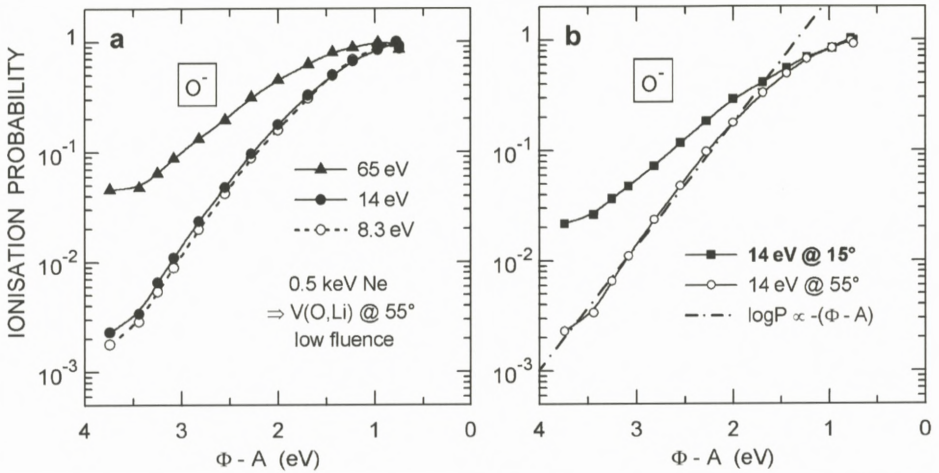 IONISATION PROBABILITY
a
O⁻
1
10⁻¹
10⁻²
10⁻³
65 eV
14 eV
8.3 eV
0.5 keV Ne
⇒ V(O,Li) @ 55°
low fluence
4 3 2 1 0
Φ - A (eV)
b
O⁻
1
10⁻¹
10⁻²
10⁻³
14 eV @ 15°
14 eV @ 55°
logP ∝ -(Φ - A)
4 3 2 1 0
Φ - A (eV)